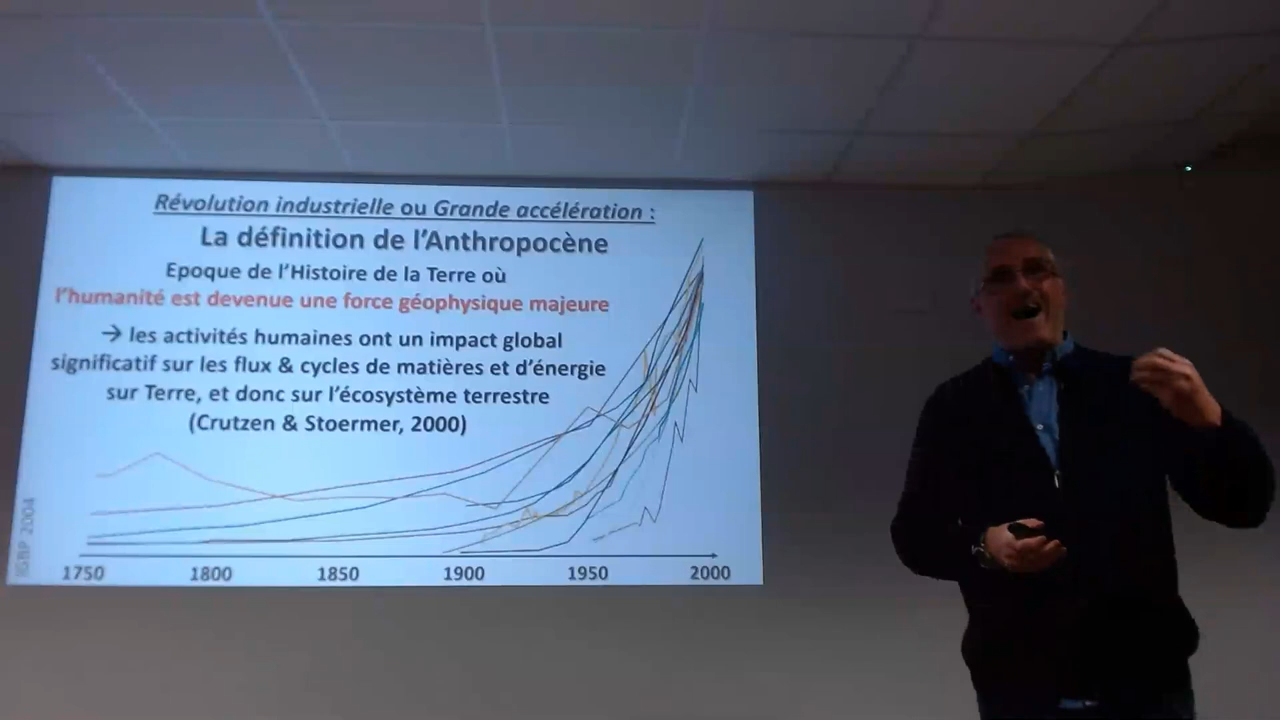 Révolution industrielle ou Grande accélération :
La définition de l'Anthropocène
Epoque de l'Histoire de la Terre où
l'humanité est devenue une force géophysique majeure
→ les activités humaines ont un impact global
significatif sur les flux & cycles de matières et d'énergie
sur Terre, et donc sur l'écosystème terrestre
(Crutzen & Stoermer, 2000)
IGBP 2004
1750 1800 1850 1900 1950 2000